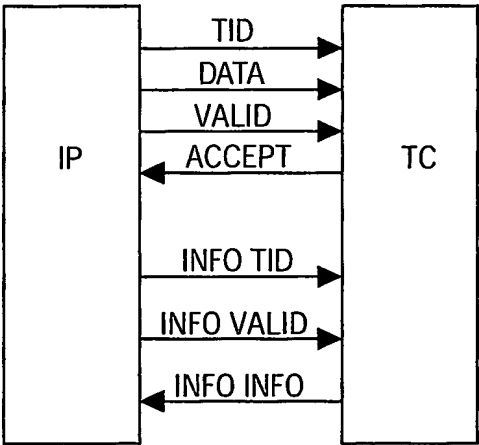 TID
DATA
VALID
IP
ACCEPT
TC
INFO TID
INFO VALID
INFO INFO